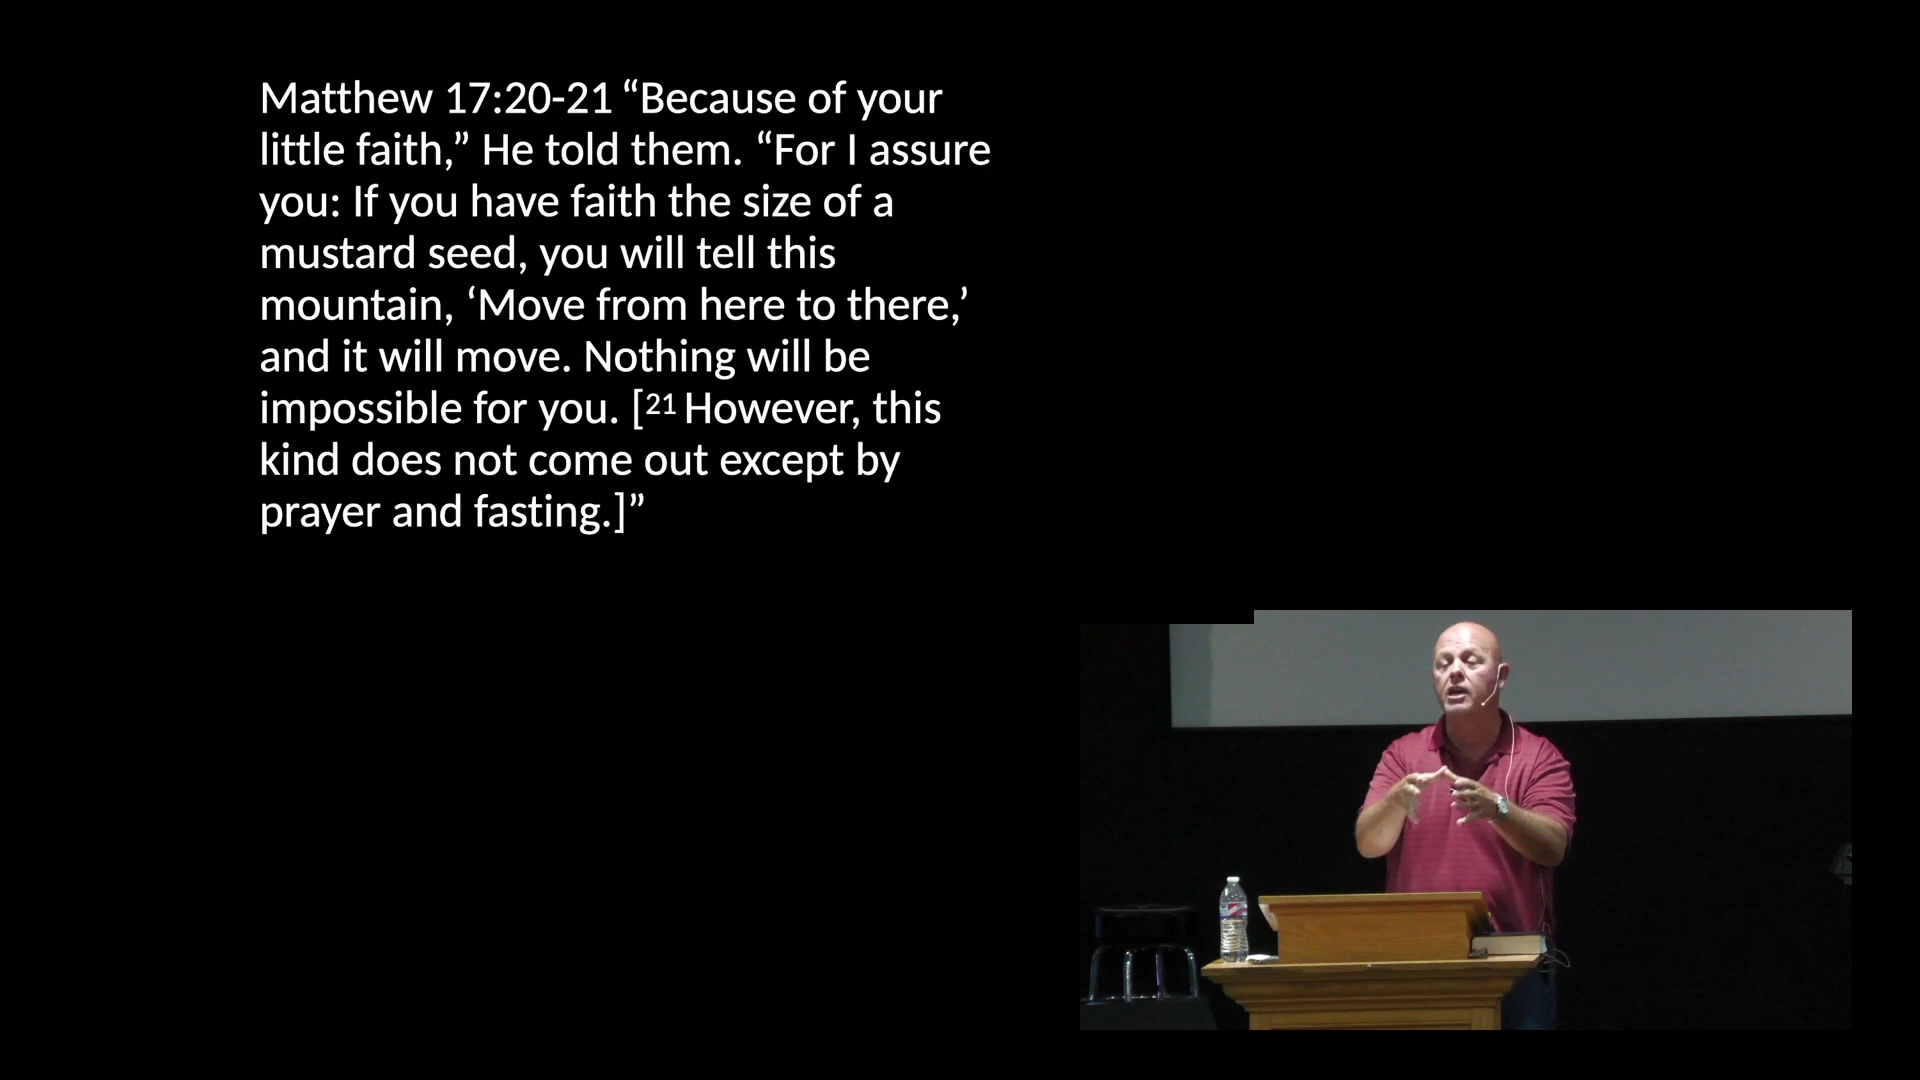 Matthew 17:20-21 “Because of your
little faith,” He told them. “For I assure
you: If you have faith the size of a
mustard seed, you will tell this
mountain, ‘Move from here to there,’
and it will move. Nothing will be
impossible for you. [21 However, this
kind does not come out except by
prayer and fasting.]”